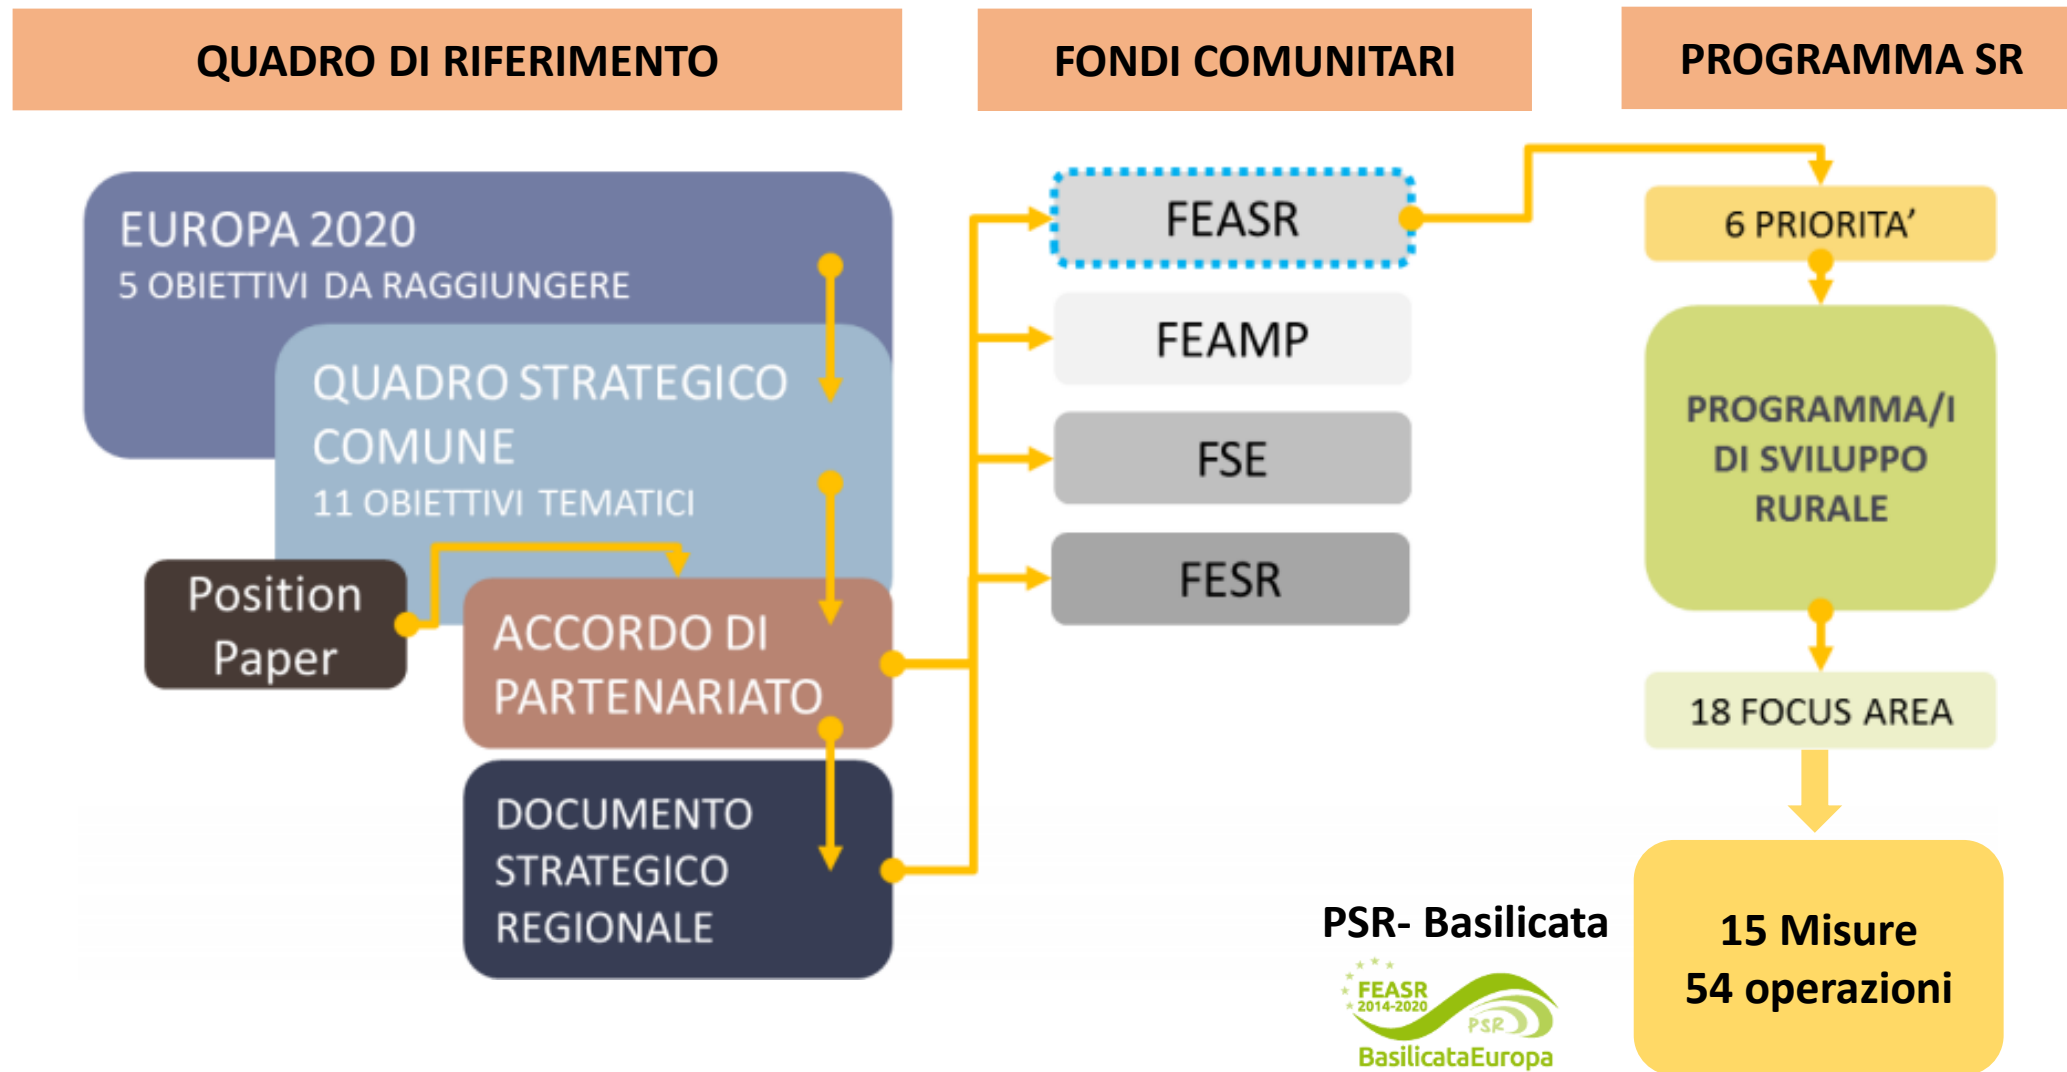 QUADRO DI RIFERIMENTO
FONDI COMUNITARI
PROGRAMMA SR
EUROPA 2020
5 OBIETTIVI DA RAGGIUNGERE
QUADRO STRATEGICO
COMUNE
11 OBIETTIVI TEMATICI
Position
Paper
ACCORDO DI
PARTENARIATO
DOCUMENTO
STRATEGICO
REGIONALE
FEASR
FEAMP
FSE
FESR
6 PRIORITA’
PROGRAMMA/I
DI SVILUPPO
RURALE
18 FOCUS AREA
15 Misure
54 operazioni
PSR- Basilicata
FEASR
2014-2020
PSR
BasilicataEuropa